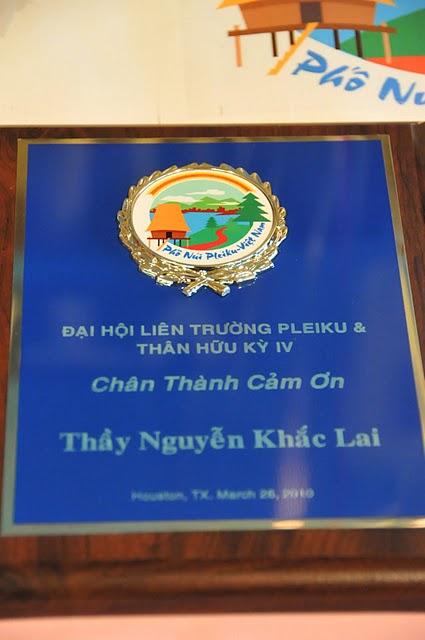 Phố Nú
Phố Núi Pleiku-Việt Nam
ĐẠI HỘI LIÊN TRƯỜNG PLEIKU &
THÂN HỮU KỲ IV
Chân Thành Cảm Ơn
Thầy Nguyễn Khắc Lai
Houston, TX. March 26, 2010